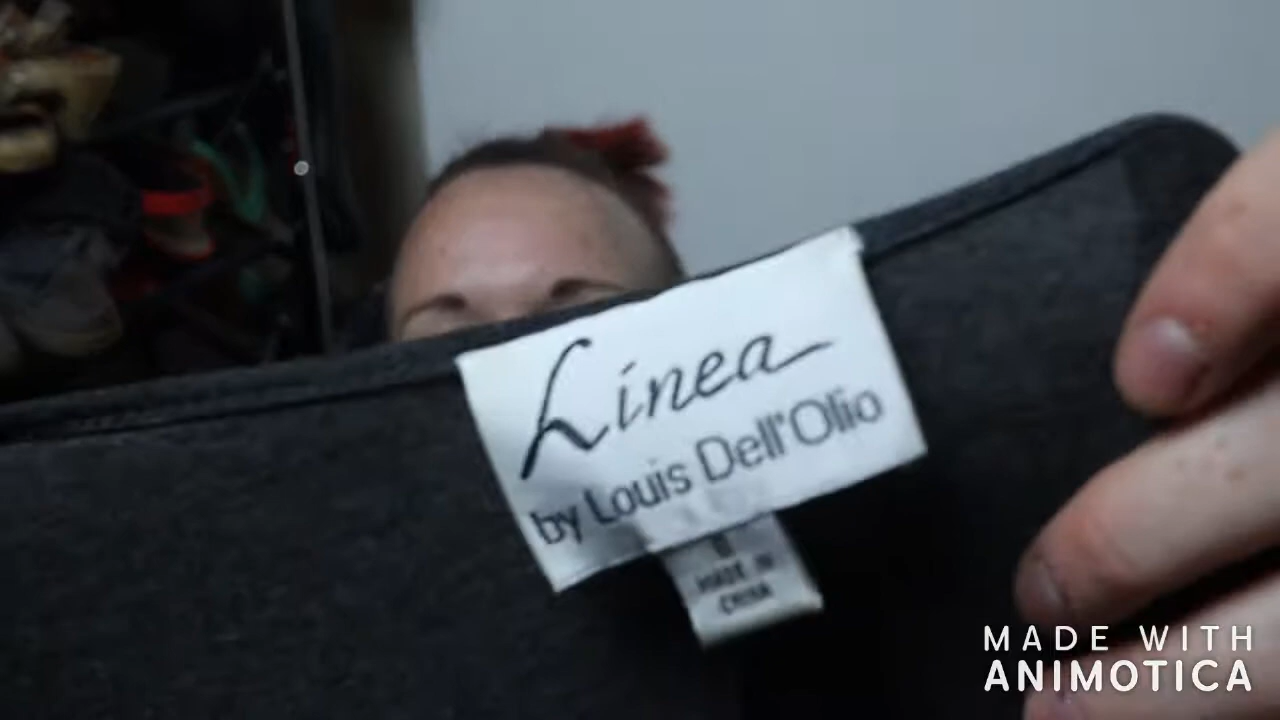 Linea
by Louis Dell'Olio
MADE IN
CHINA
MADE WITH
ANIMOTICA